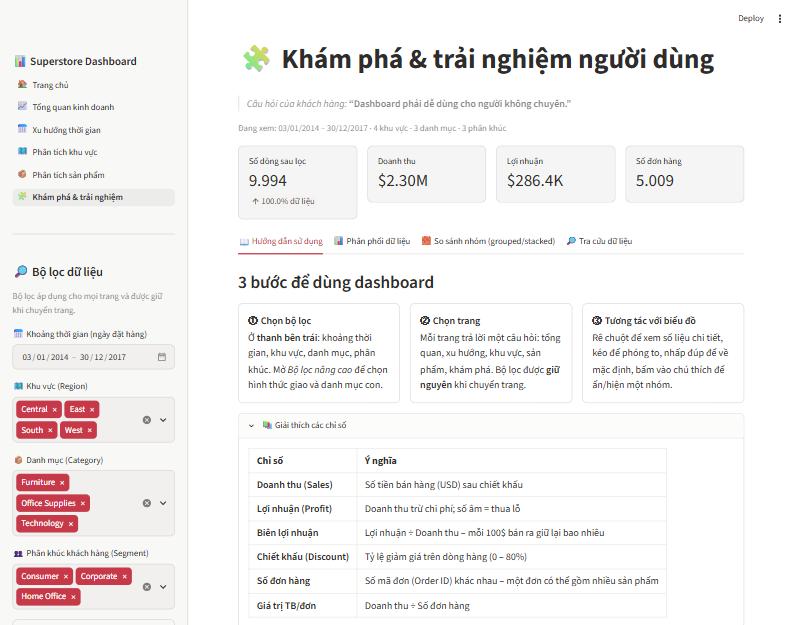 Deploy
Superstore Dashboard
Trang chủ
Tổng quan kinh doanh
Xu hướng thời gian
Phân tích khu vực
Phân tích sản phẩm
Khám phá & trải nghiệm
Bộ lọc dữ liệu
Bộ lọc áp dụng cho mọi trang và được giữ
khi chuyển trang.
Khoảng thời gian (ngày đặt hàng)
03/01/2014 – 30/12/2017
Khu vực (Region)
Central × East ×
South × West ×
Danh mục (Category)
Furniture ×
Office Supplies ×
Technology ×
Phân khúc khách hàng (Segment)
Consumer × Corporate ×
Home Office ×
Khám phá & trải nghiệm người dùng
Câu hỏi của khách hàng: “Dashboard phải dễ dùng cho người không chuyên.”
Đang xem: 03/01/2014 – 30/12/2017 · 4 khu vực · 3 danh mục · 3 phân khúc
Số dòng sau lọc
9.994
↑ 100.0% dữ liệu
Doanh thu
$2.30M
Lợi nhuận
$286.4K
Số đơn hàng
5.009
Hướng dẫn sử dụng
Phân phối dữ liệu
So sánh nhóm (grouped/stacked)
Tra cứu dữ liệu
3 bước để dùng dashboard
① Chọn bộ lọc
Ở thanh bên trái: khoảng thời
gian, khu vực, danh mục, phân
khúc. Mở Bộ lọc nâng cao để chọn
hình thức giao và danh mục con.
② Chọn trang
Mỗi trang trả lời một câu hỏi: tổng
quan, xu hướng, khu vực, sản
phẩm, khám phá. Bộ lọc được giữ
nguyên khi chuyển trang.
③ Tương tác với biểu đồ
Rê chuột để xem số liệu chi tiết,
kéo để phóng to, nhấp đúp để về
mặc định, bấm vào chú thích để
ẩn/hiện một nhóm.
Giải thích các chỉ số
Chỉ số Ý nghĩa
Doanh thu (Sales) Số tiền bán hàng (USD) sau chiết khấu
Lợi nhuận (Profit) Doanh thu trừ chi phí; số âm = thua lỗ
Biên lợi nhuận Lợi nhuận ÷ Doanh thu – mỗi 100$ bán ra giữ lại bao nhiêu
Chiết khấu (Discount) Tỷ lệ giảm giá trên dòng hàng (0 – 80%)
Số đơn hàng Số mã đơn (Order ID) khác nhau – một đơn có thể gồm nhiều sản phẩm
Giá trị TB/đơn Doanh thu ÷ Số đơn hàng